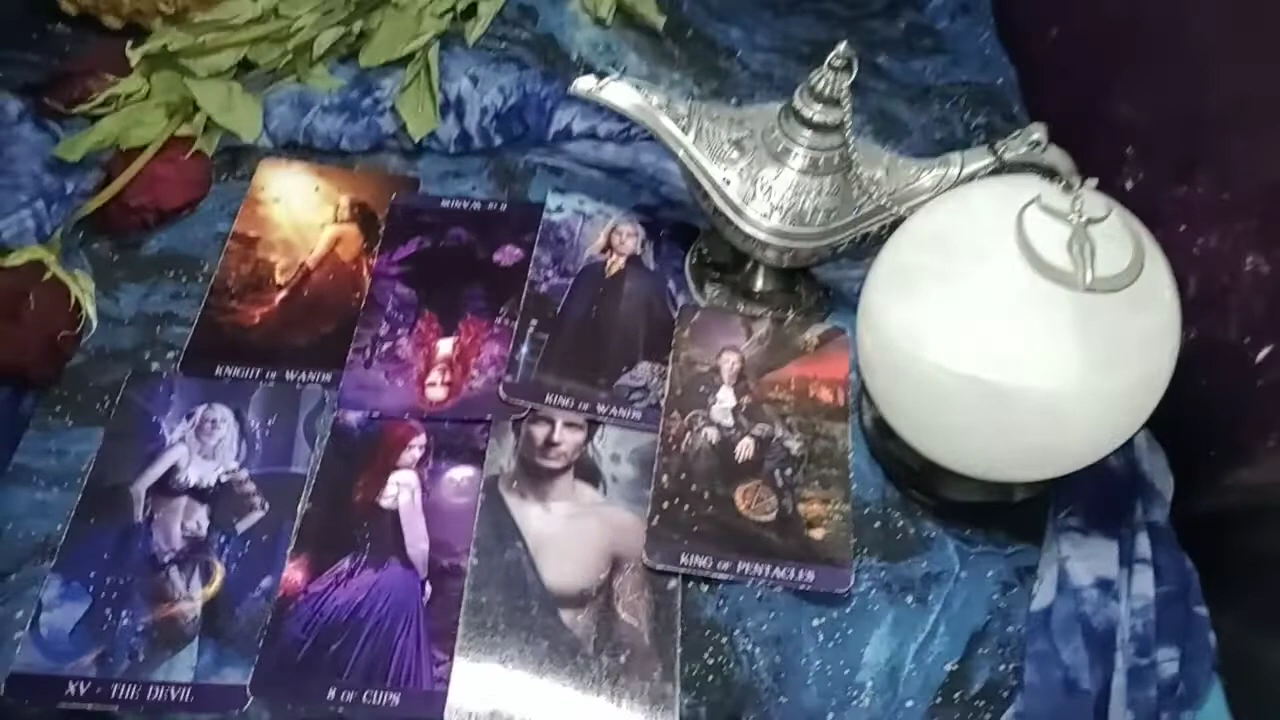 KNIGHT OF WANDS
KING OF WANDS
KING OF PENTACLES
XV - THE DEVIL
8 OF CUPS